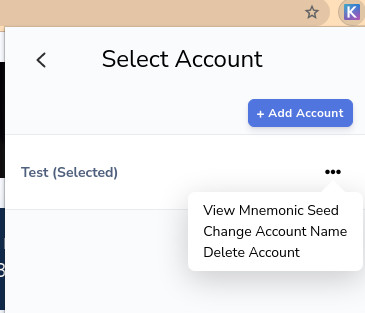 K
Select Account
+ Add Account
Test (Selected)
View Mnemonic Seed
Change Account Name
Delete Account